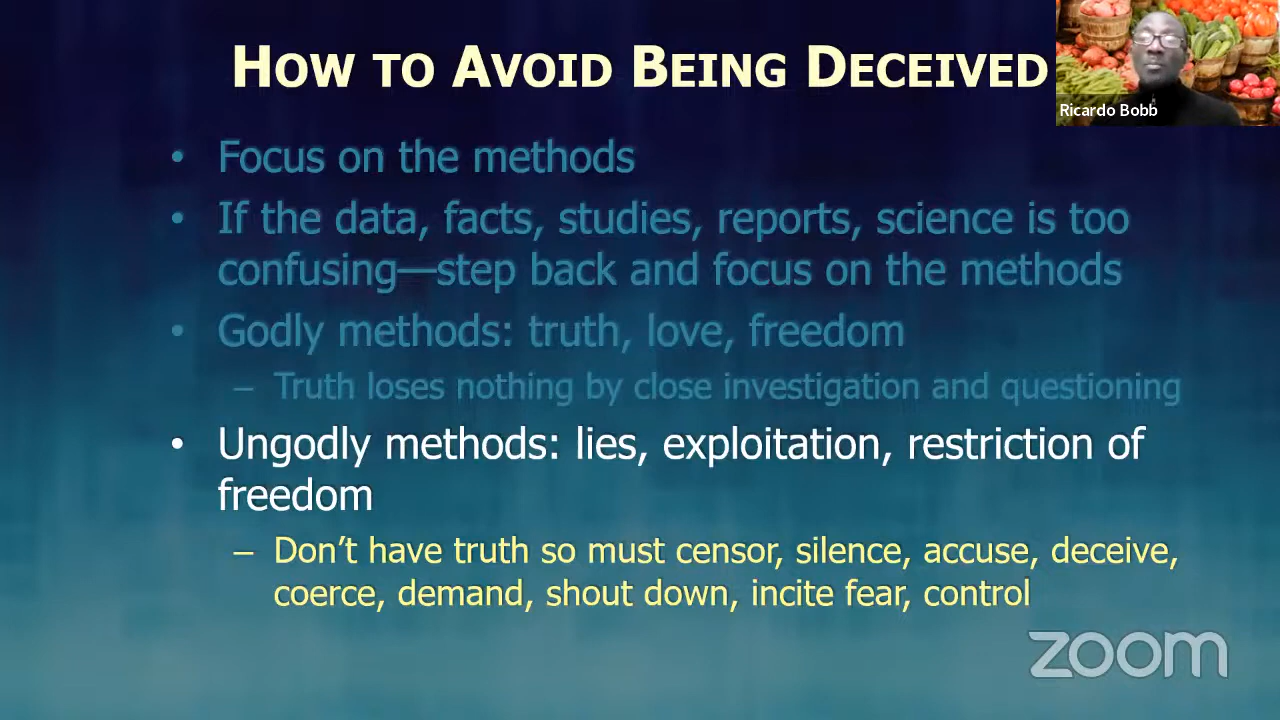 HOW TO AVOID BEING DECEIVED
Ricardo Bobb
• Focus on the methods
• If the data, facts, studies, reports, science is too
confusing—step back and focus on the methods
• Godly methods: truth, love, freedom
– Truth loses nothing by close investigation and questioning
• Ungodly methods: lies, exploitation, restriction of
freedom
– Don’t have truth so must censor, silence, accuse, deceive,
coerce, demand, shout down, incite fear, control
zoom